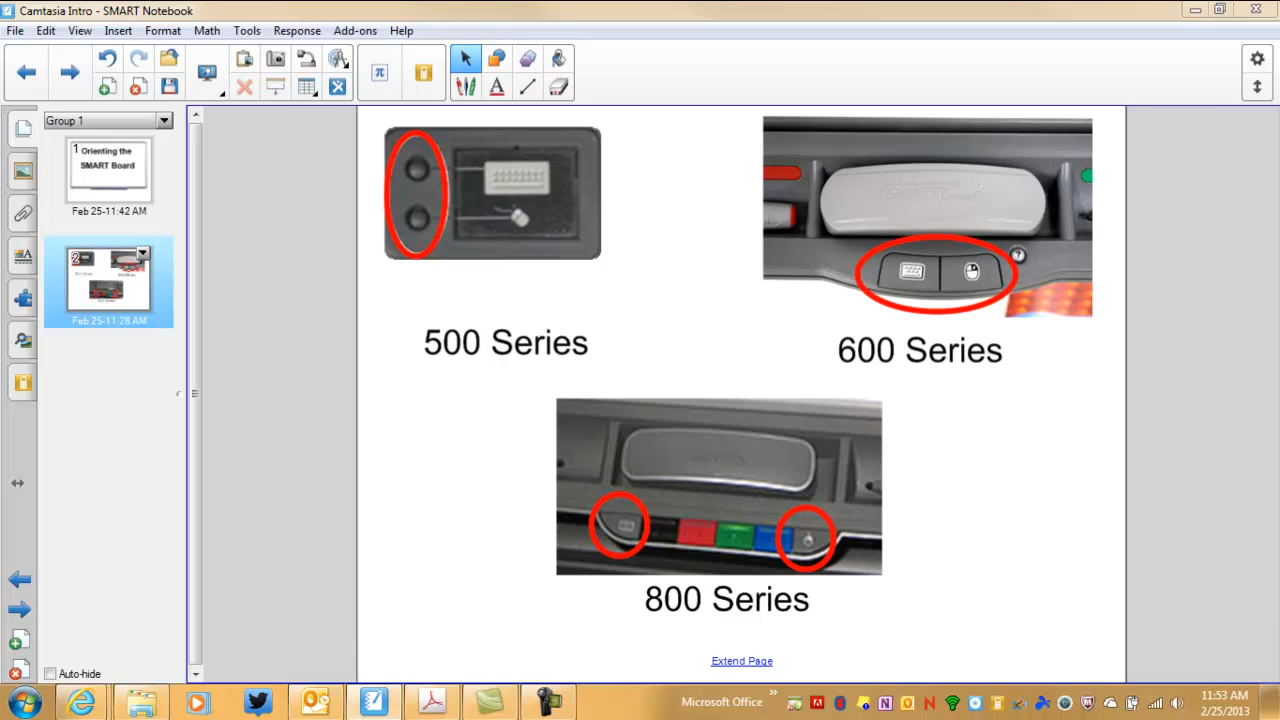 Camtasia Intro - SMART Notebook
File Edit View Insert Format Math Tools Response Add-ons Help
π
A
Group 1
1 Orienting the
SMART Board
Feb 25-11:42 AM
2
Feb 25-11:28 AM
Auto-hide
?
500 Series
600 Series
800 Series
Extend Page
Microsoft Office
11:53 AM
2/25/2013